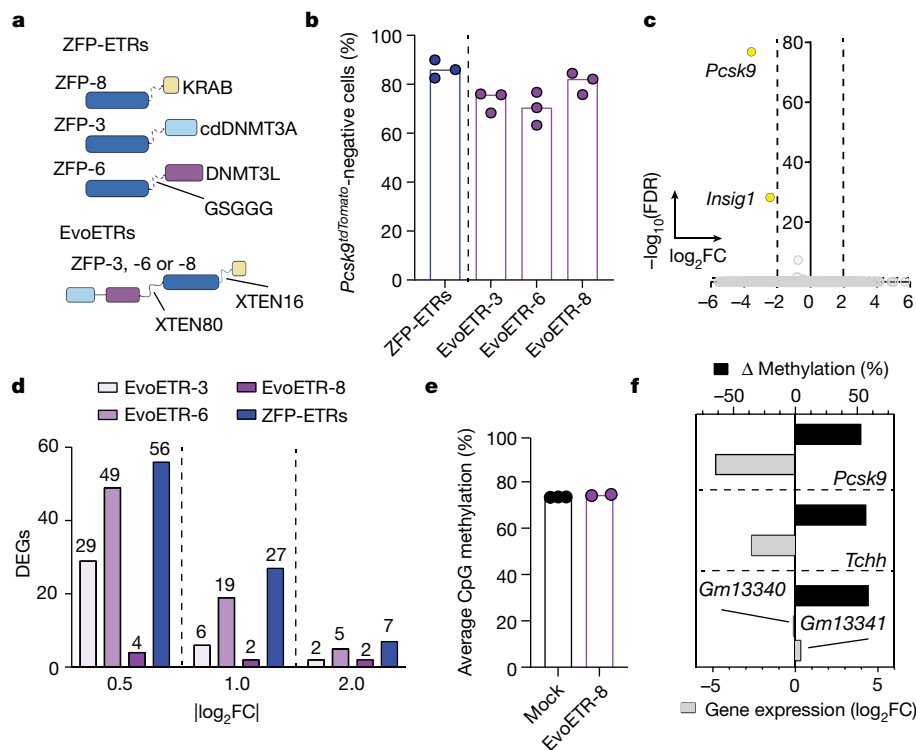 a
ZFP-ETRs
ZFP-8
KRAB
ZFP-3
cdDNMT3A
ZFP-6
DNMT3L
GSGGG
EvoETRs
ZFP-3, -6 or -8
XTEN16
XTEN80
b
Pcsk9tdTomato-negative cells (%)
100
80
60
40
20
0
ZFP-ETRs
EvoETR-3
EvoETR-6
EvoETR-8
c
80
60
40
20
Pcsk9
Insig1
−log10(FDR)
log2FC
−6 −4 −2 0 2 4 6
d
EvoETR-3
EvoETR-8
EvoETR-6
ZFP-ETRs
DEGs
60
40
20
0
29 49 4 56
6 19 2 27
2 5 2 7
0.5 1.0 2.0
|log2FC|
e
Average CpG methylation (%)
100
80
60
40
20
0
Mock
EvoETR-8
f
Δ Methylation (%)
−50 0 50
Pcsk9
Tchh
Gm13340
Gm13341
−5 0 5
Gene expression (log2FC)